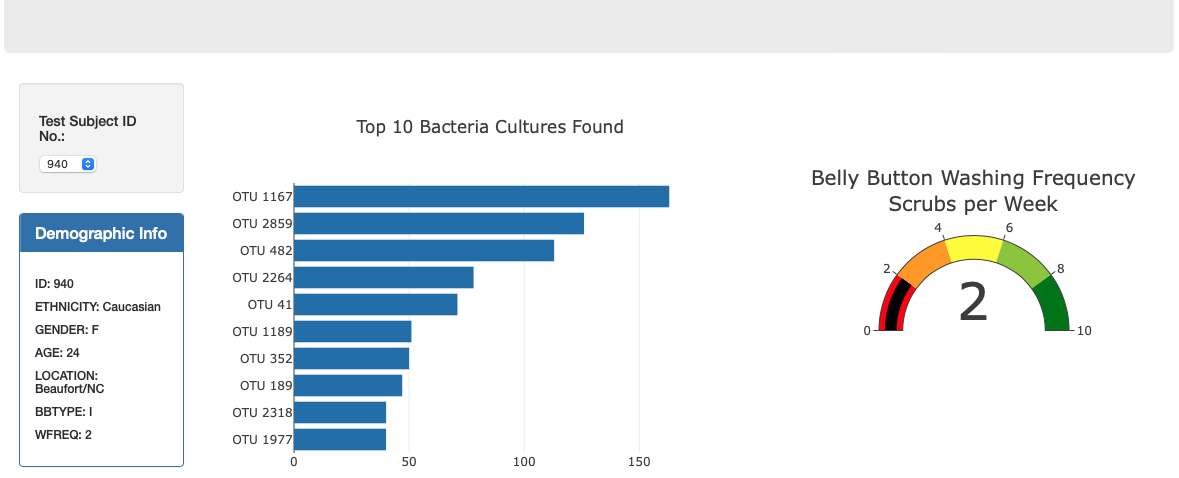 Test Subject ID
No.:
940
Demographic Info
ID: 940
ETHNICITY: Caucasian
GENDER: F
AGE: 24
LOCATION:
Beaufort/NC
BBTYPE: I
WFREQ: 2
Top 10 Bacteria Cultures Found
OTU 1167
OTU 2859
OTU 482
OTU 2264
OTU 41
OTU 1189
OTU 352
OTU 189
OTU 2318
OTU 1977
0 50 100 150
Belly Button Washing Frequency
Scrubs per Week
4 6
2 8
2
0 10